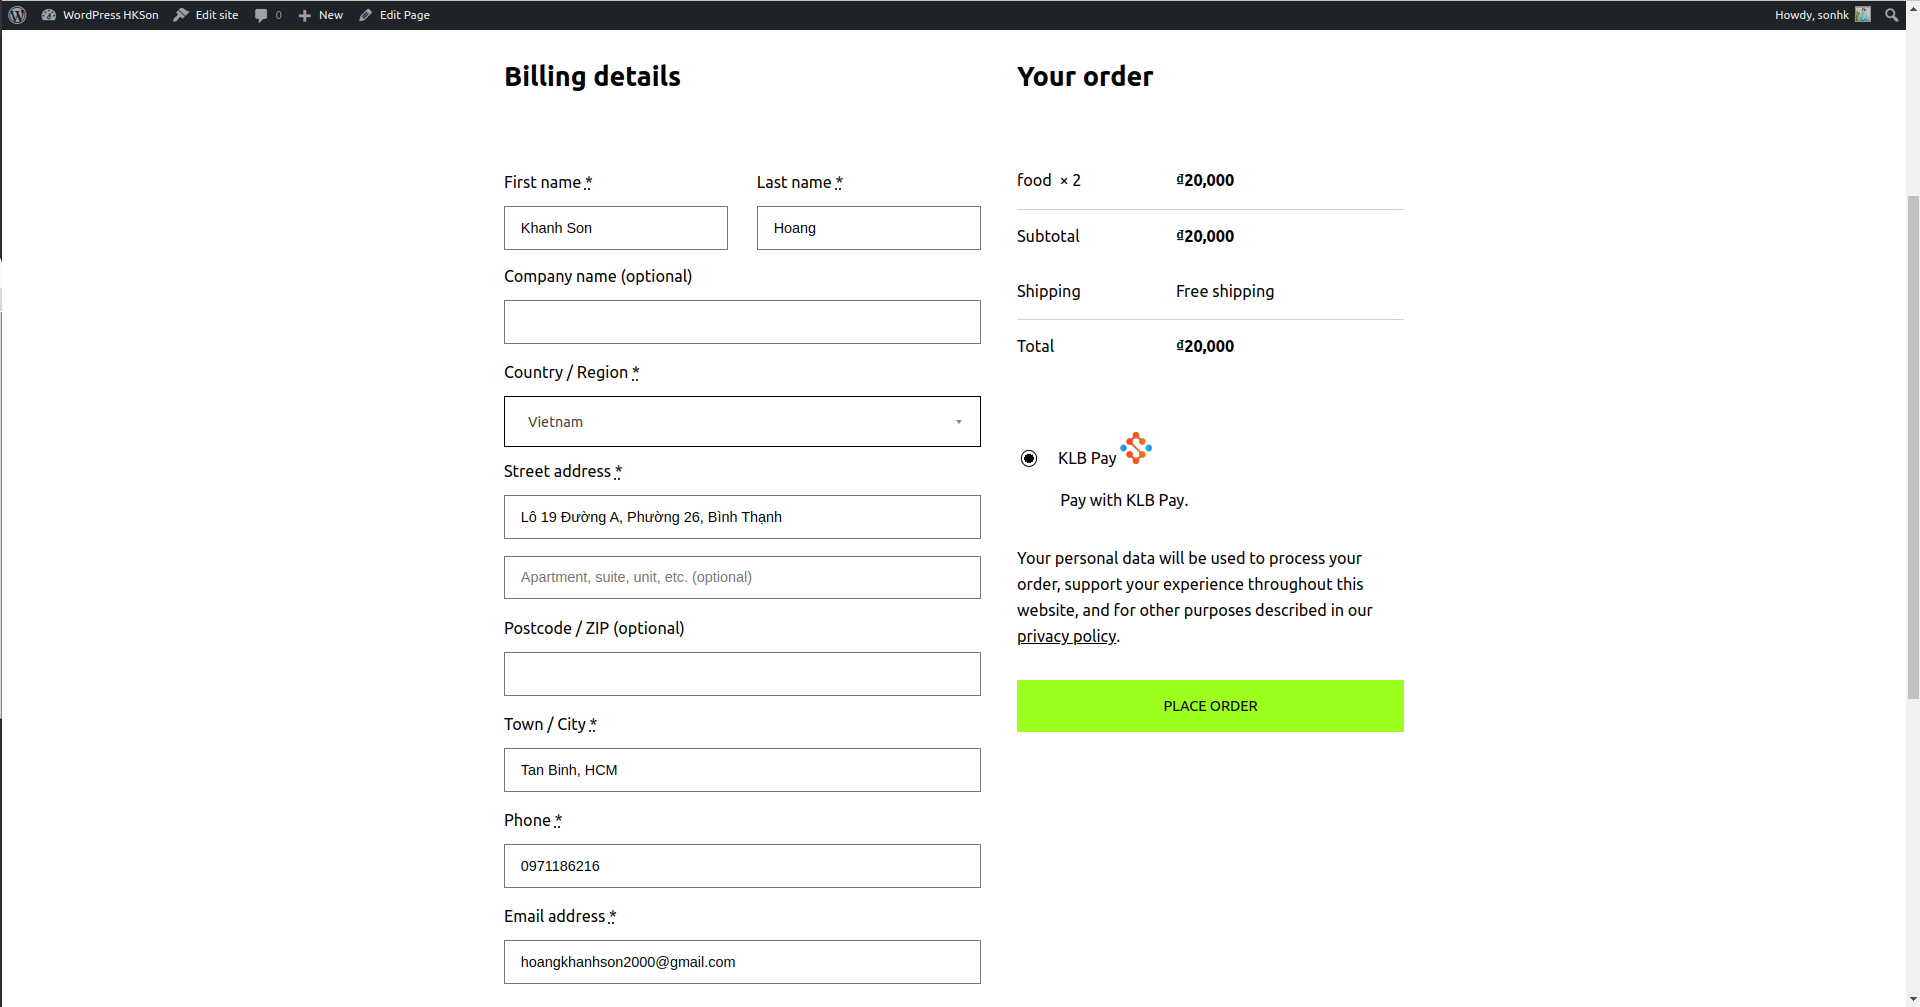 WordPress HKSon Edit site 0 New Edit Page Howdy, sonhk
Billing details
First name * Last name *
Khanh Son Hoang
Company name (optional)
Country / Region *
Vietnam
Street address *
Lô 19 Đường A, Phường 26, Bình Thạnh
Apartment, suite, unit, etc. (optional)
Postcode / ZIP (optional)
Town / City *
Tan Binh, HCM
Phone *
0971186216
Email address *
hoangkhanhson2000@gmail.com
Your order
food × 2 ₫20,000
Subtotal ₫20,000
Shipping Free shipping
Total ₫20,000
KLB Pay
Pay with KLB Pay.
Your personal data will be used to process your
order, support your experience throughout this
website, and for other purposes described in our
privacy policy.
PLACE ORDER